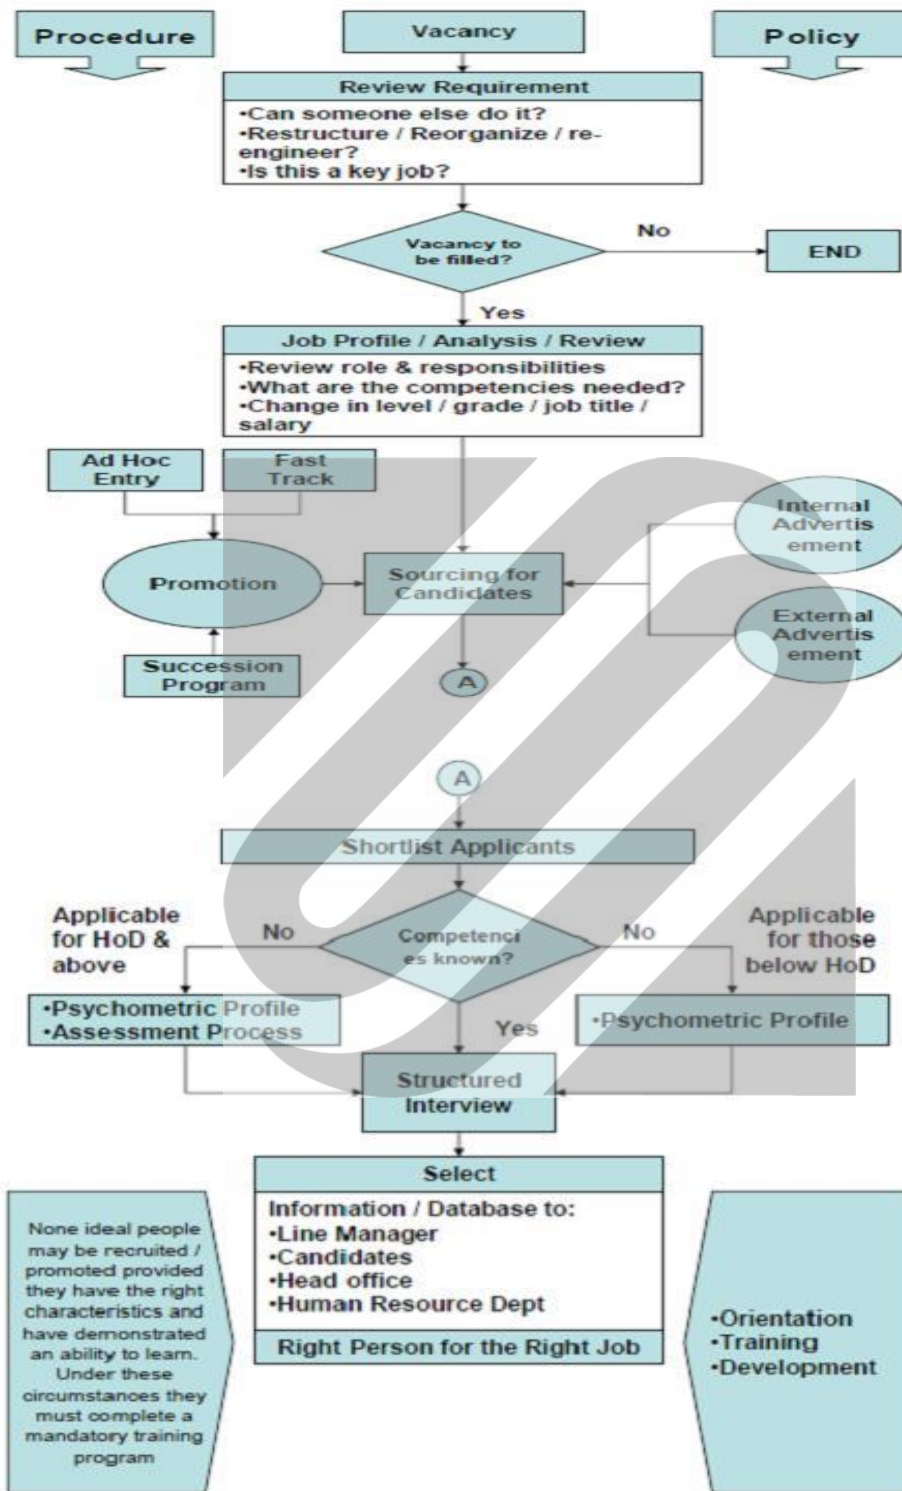 Procedure
Vacancy
Policy
Review Requirement
•Can someone else do it?
•Restructure / Reorganize / re-
engineer?
•Is this a key job?
Vacancy to
be filled?
No
END
Yes
Job Profile / Analysis / Review
•Review role & responsibilities
•What are the competencies needed?
•Change in level / grade / job title /
salary
Ad Hoc
Entry
Fast
Track
Internal
Advertis
ement
Promotion
Sourcing for
Candidates
External
Advertis
ement
Succession
Program
A
A
Shortlist Applicants
Applicable
for HoD &
above
No
Competenci
es known?
No
Applicable
for those
below HoD
•Psychometric Profile
•Assessment Process
Yes
•Psychometric Profile
Structured
Interview
Select
Information / Database to:
•Line Manager
•Candidates
•Head office
•Human Resource Dept
Right Person for the Right Job
None ideal people
may be recruited /
promoted provided
they have the right
characteristics and
have demonstrated
an ability to learn.
Under these
circumstances they
must complete a
mandatory training
program
•Orientation
•Training
•Development